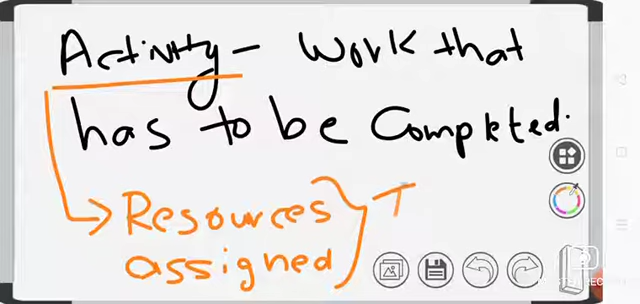 Activity - Work that
has to be Completed.
Resources
assigned
T